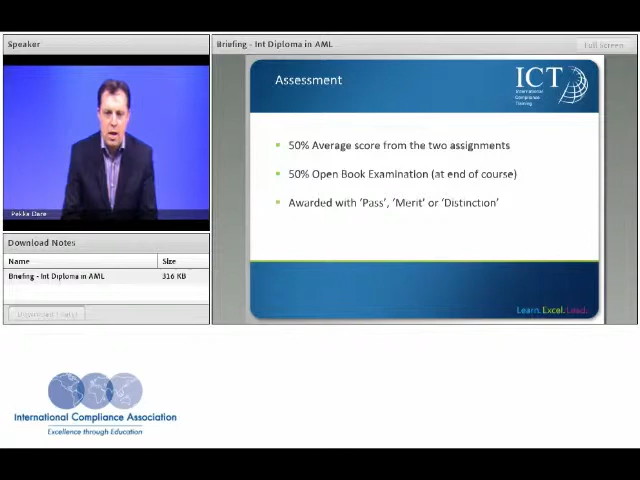 Speaker
Pekka Dare
Download Notes
Name Size
Briefing - Int Diploma in AML 316 KB
Briefing - Int Diploma in AML
Full Screen
Assessment
ICT
International
Compliance
Training
50% Average score from the two assignments
50% Open Book Examination (at end of course)
Awarded with 'Pass', 'Merit' or 'Distinction'
Learn.Excel.Lead.
International Compliance Association
Excellence through Education